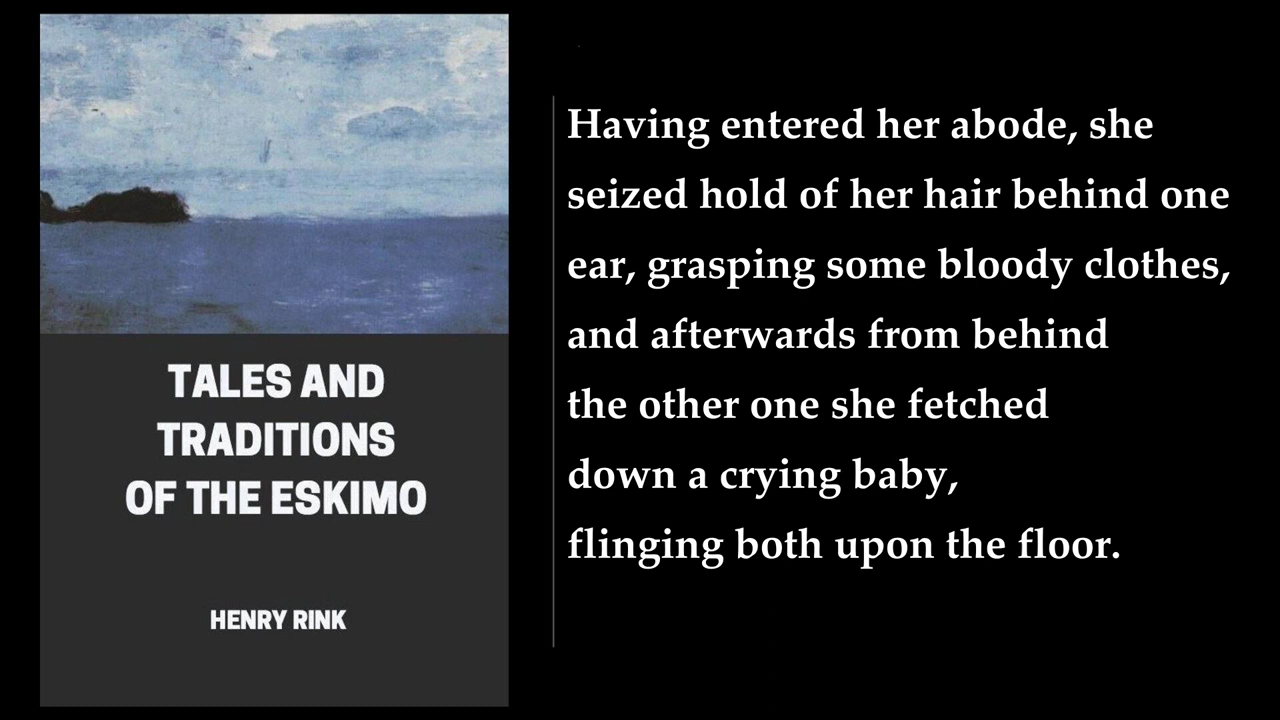 TALES AND
TRADITIONS
OF THE ESKIMO
HENRY RINK
Having entered her abode, she
seized hold of her hair behind one
ear, grasping some bloody clothes,
and afterwards from behind
the other one she fetched
down a crying baby,
flinging both upon the floor.